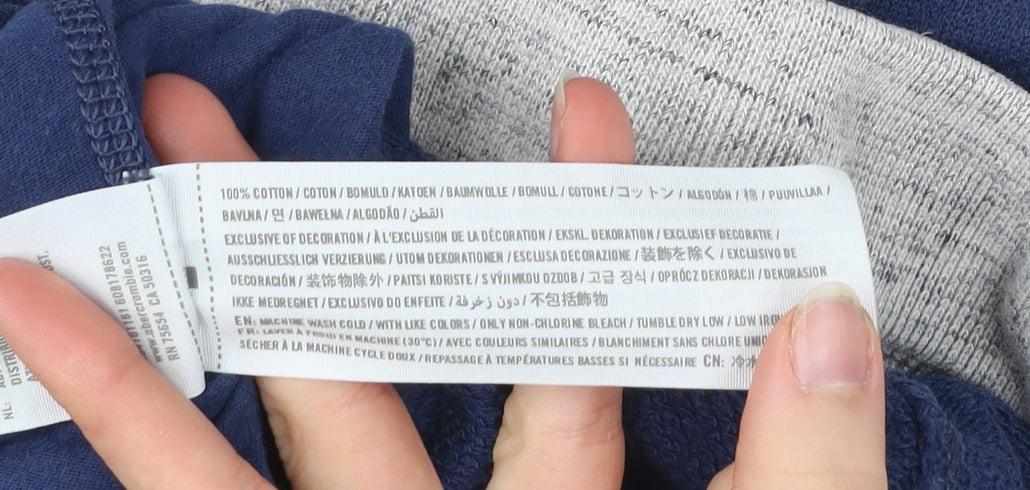 100% COTTON / COTON / BOMULD / KATOEN / BAUMWOLLE / BOMULL / COTONE / コットン / ALGODÓN / 棉 / PUUVILLAA /
BAVLNA / 면 / BAWEŁNA / ALGODÃO / القطن
EXCLUSIVE OF DECORATION / À L'EXCLUSION DE LA DÉCORATION / EKSKL. DEKORATION / EXCLUSIEF DECORATIE /
AUSSCHLIESSLICH VERZIERUNG / UTOM DEKORATIONEN / ESCLUSA DECORAZIONE / 装飾を除く / EXCLUSIVO DE
DECORACIÓN / 装饰物除外 / PAITSI KORISTE / S VÝJIMKOU OZDOB / 고급 장식 / OPRÓCZ DEKORACJI / DEKORASJON
IKKE MEDREGNET / EXCLUSIVO DO ENFEITE / دون زخرفة / 不包括飾物
EN: MACHINE WASH COLD / WITH LIKE COLORS / ONLY NON-CHLORINE BLEACH / TUMBLE DRY LOW / LOW IRON
FR: LAVER À FROID EN MACHINE (30°C) / AVEC COULEURS SIMILAIRES / BLANCHIMENT SANS CHLORE
SÉCHER À LA MACHINE CYCLE DOUX / REPASSAGE À TEMPÉRATURES BASSES SI NÉCESSAIRE CN: 冷水
608178622
www.abercrombie.com
RN 75654 CA 50316
NL: